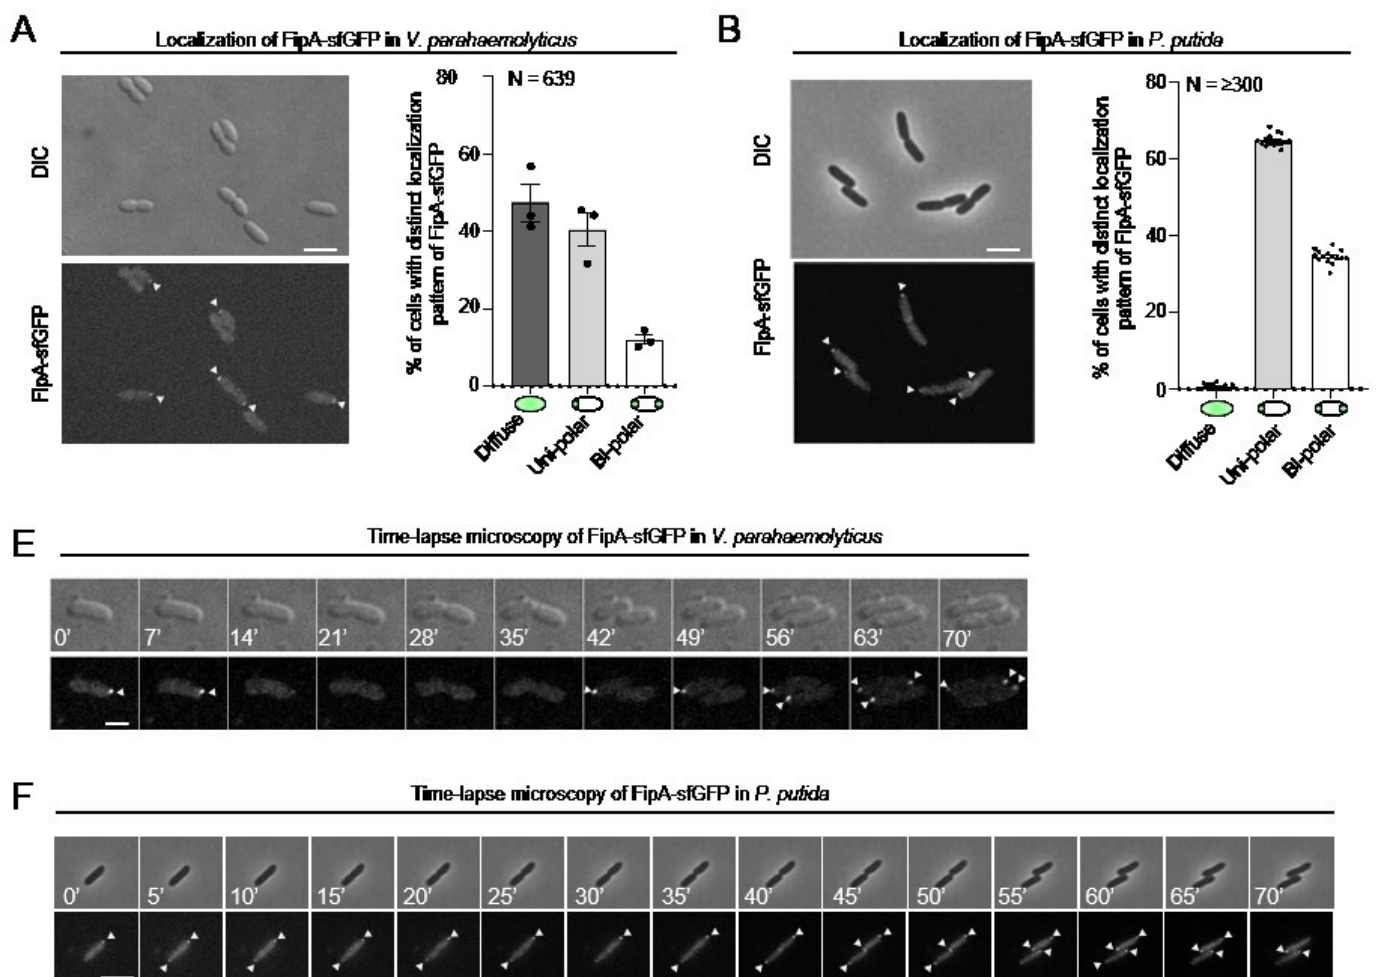 A
Localization of FipA-sfGFP in V. parahaemolyticus
DIC
FipA-sfGFP
% of cells with distinct localization
pattern of FipA-sfGFP
N = 639
80
60
40
20
0
Diffuse
Uni-polar
Bi-polar
B
Localization of FipA-sfGFP in P. putida
DIC
FipA-sfGFP
% of cells with distinct localization
pattern of FipA-sfGFP
N = ≥300
80
60
40
20
0
Diffuse
Uni-polar
Bi-polar
E
Time-lapse microscopy of FipA-sfGFP in V. parahaemolyticus
0' 7' 14' 21' 28' 35' 42' 49' 56' 63' 70'
F
Time-lapse microscopy of FipA-sfGFP in P. putida
0' 5' 10' 15' 20' 25' 30' 35' 40' 45' 50' 55' 60' 65' 70'